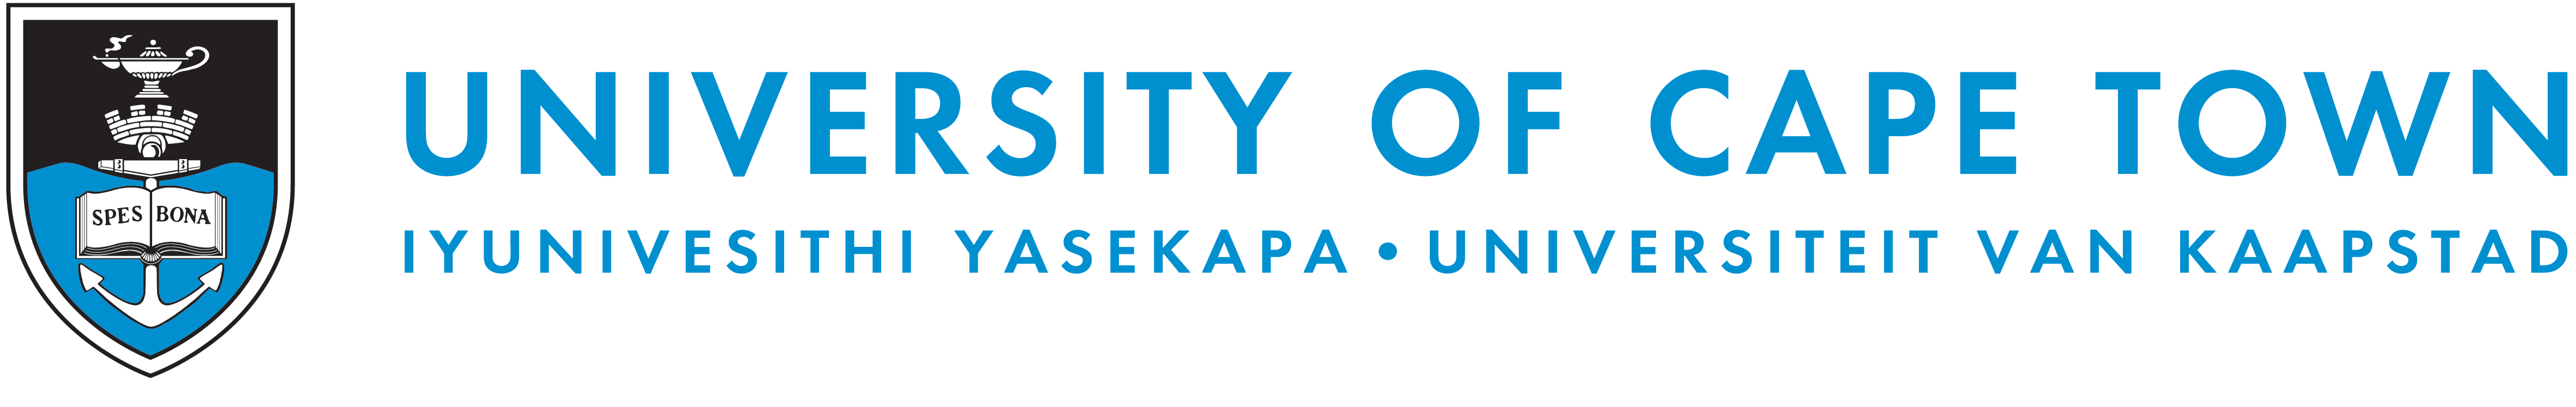 SPES BONA
UNIVERSITY OF CAPE TOWN
IYUNIVESITHI YASEKAPA • UNIVERSITEIT VAN KAAPSTAD